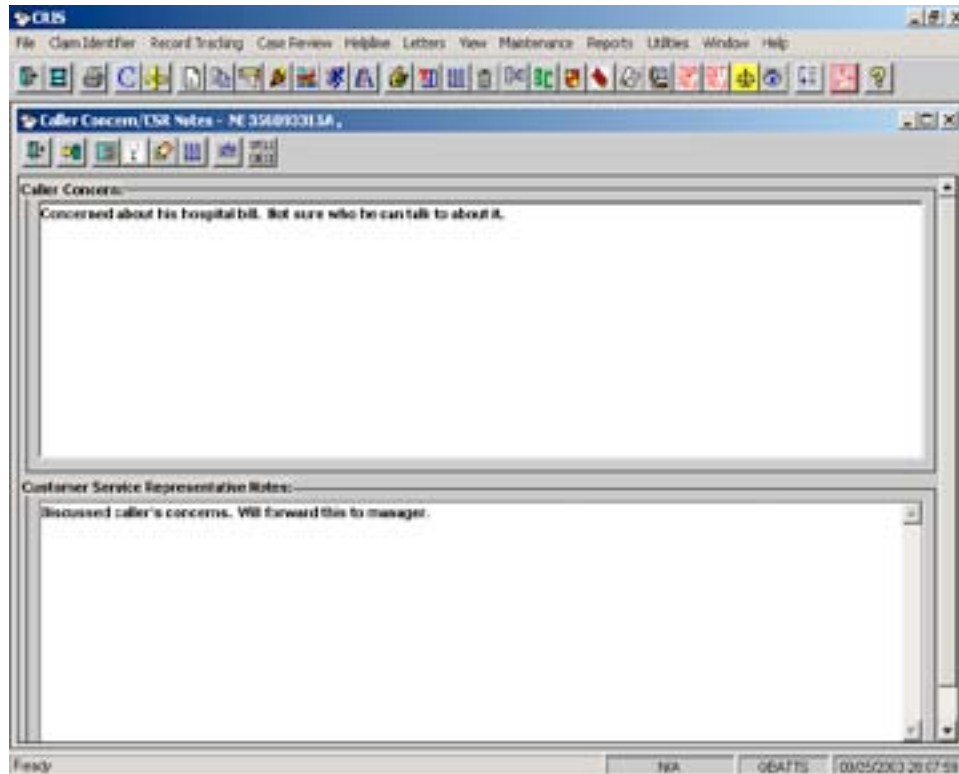 CRIS
File Claim Identifier Record Tracking Case Review Helpline Letters View Maintenance Reports Utilities Window Help
Caller Concern/CSR Notes -
Caller Concern:
Concerned about his hospital bill. Not sure who he can talk to about it.
Customer Service Representative Notes:
Discussed caller's concerns. Will forward this to manager.
Ready N/A